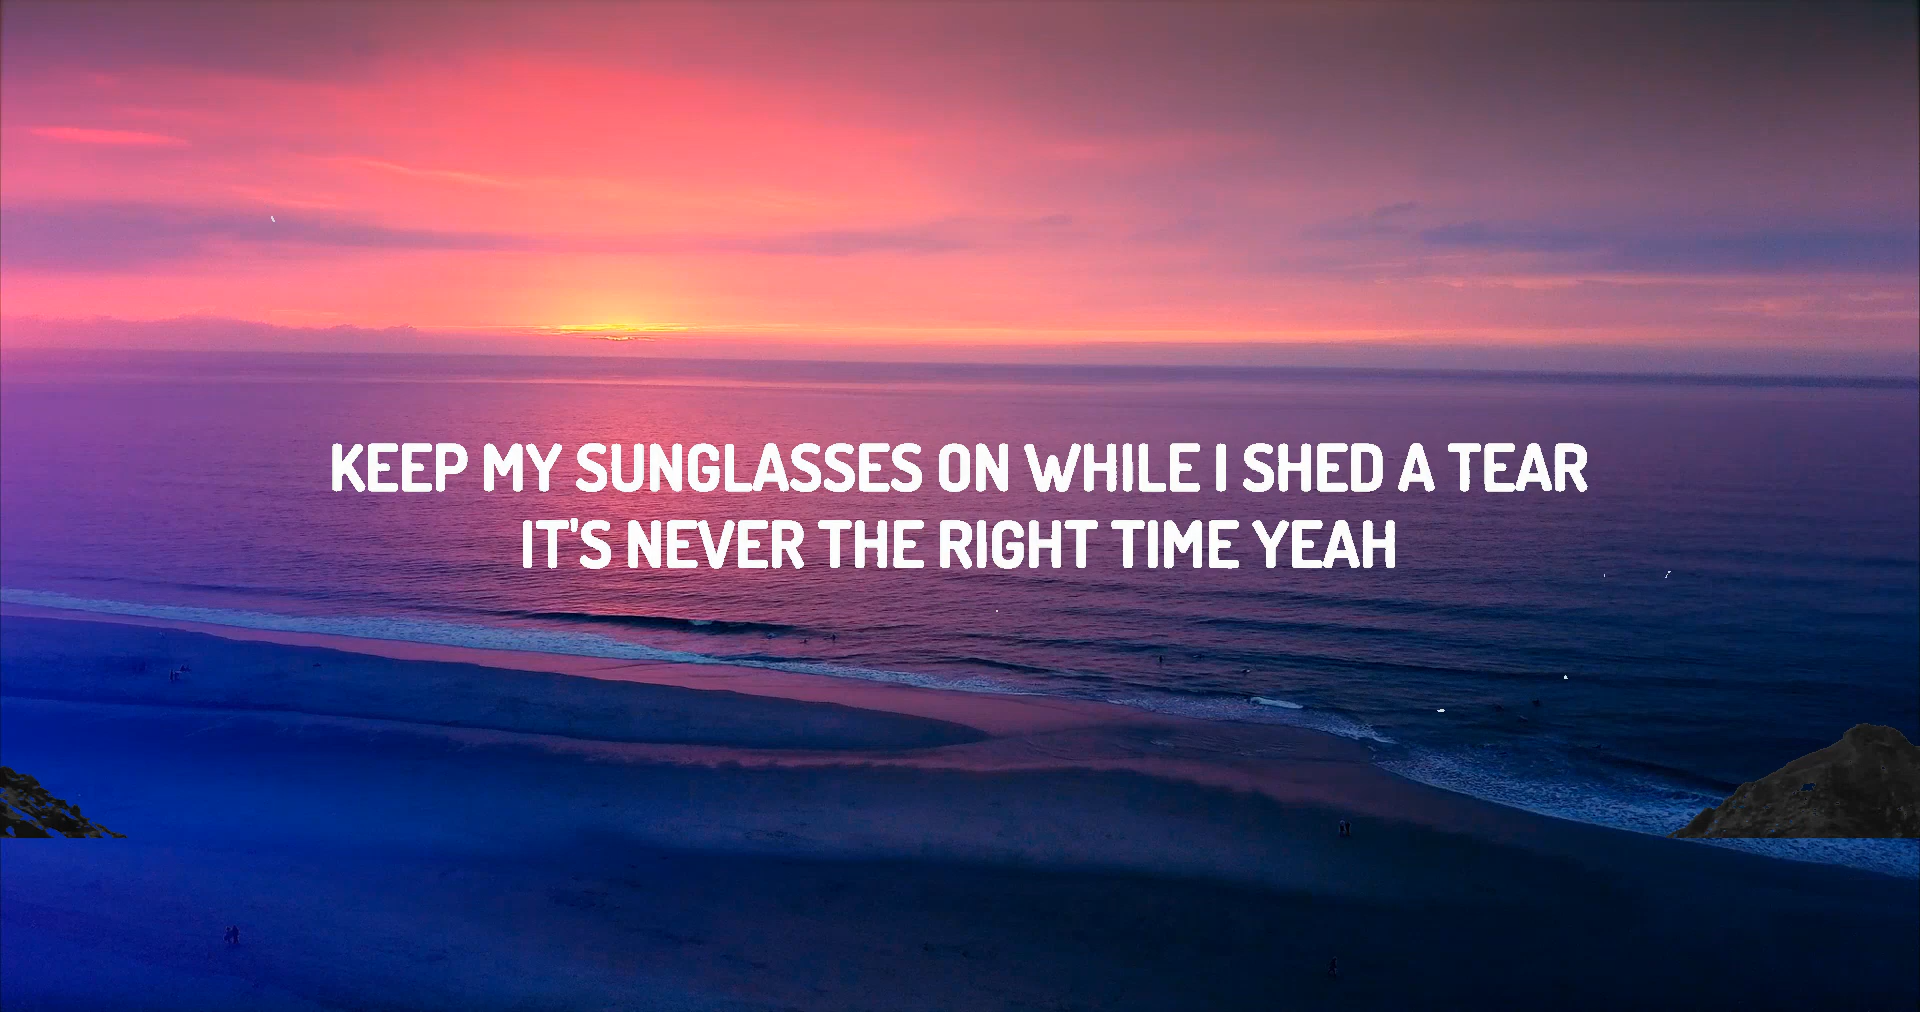 KEEP MY SUNGLASSES ON WHILE I SHED A TEAR
IT'S NEVER THE RIGHT TIME YEAH